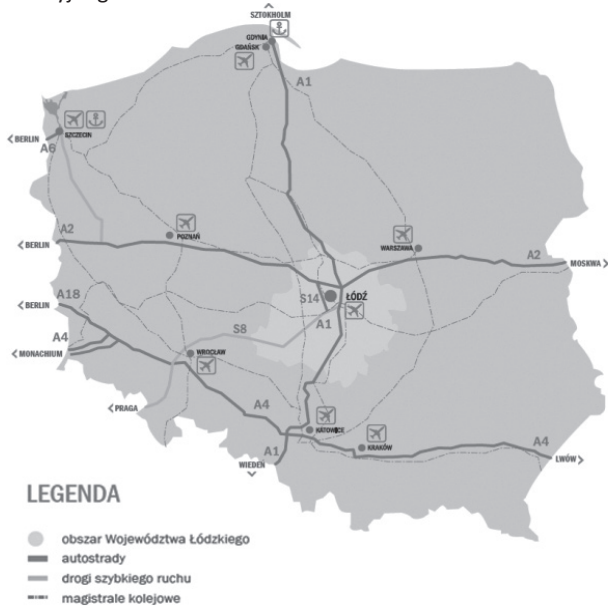 SZTOKHOLM
GDYNIA
GDAŃSK
A1
SZCZECIN
< BERLIN
A6
POZNAŃ
WARSZAWA
A2
A2
< BERLIN
MOSKWA >
A18
< BERLIN
S14
ŁÓDŹ
A1
A4
S8
< MONACHIUM
WROCŁAW
< PRAGA
A4
KATOWICE
KRAKÓW
A4
A1
LWÓW >
WIEDEŃ
LEGENDA
obszar Województwa Łódzkiego
autostrady
drogi szybkiego ruchu
magistrale kolejowe